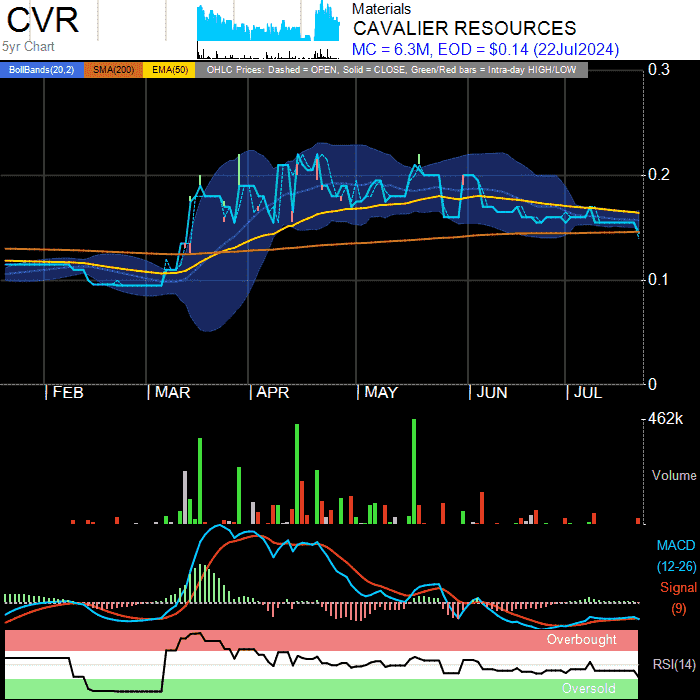 CVR
5yr Chart
Materials
CAVALIER RESOURCES
MC = 6.3M, EOD = $0.14 (22Jul2024)
BollBands(20,2) SMA(200) EMA(50) OHLC Prices: Dashed = OPEN, Solid = CLOSE, Green/Red bars = Intra-day HIGH/LOW
0.3
0.2
0.1
0
FEB MAR APR MAY JUN JUL
462k
Volume
MACD
(12-26)
Signal
(9)
Overbought
RSI(14)
Oversold